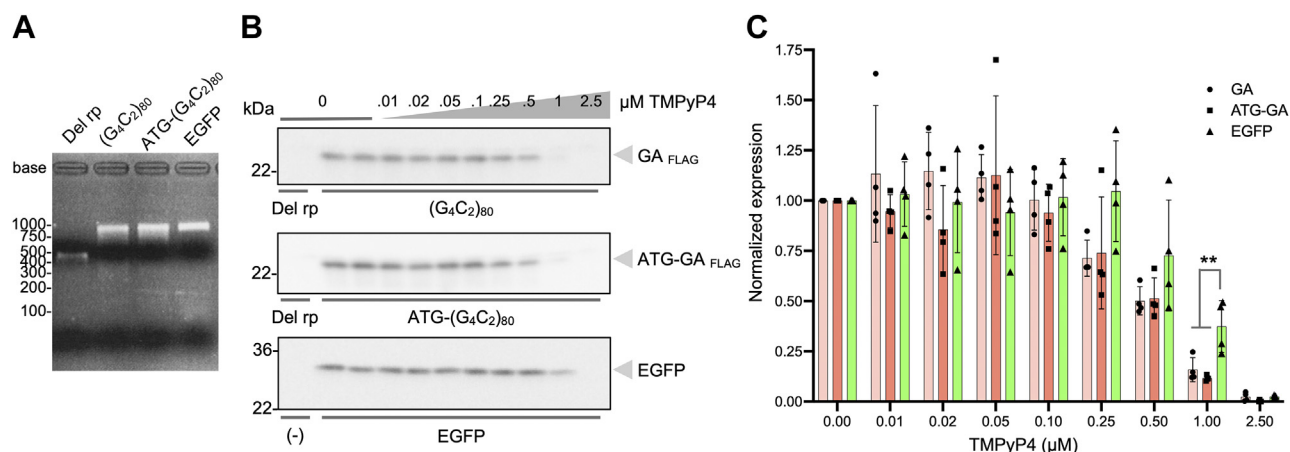 A
Del rp
(G₄C₂)₈₀
ATG-(G₄C₂)₈₀
EGFP
base
1000-
750-
500-
400-
300-
200-
100-
B
kDa
0 .01 .02 .05 .1 .25 .5 1 2.5 µM TMPyP4
22-
GA FLAG
Del rp (G₄C₂)₈₀
22-
ATG-GA FLAG
Del rp ATG-(G₄C₂)₈₀
36-
EGFP
22-
(-) EGFP
C
Normalized expression
1.75
1.50
1.25
1.00
0.75
0.50
0.25
0.00
GA
ATG-GA
EGFP
**
0.00 0.01 0.02 0.05 0.10 0.25 0.50 1.00 2.50
TMPyP4 (µM)